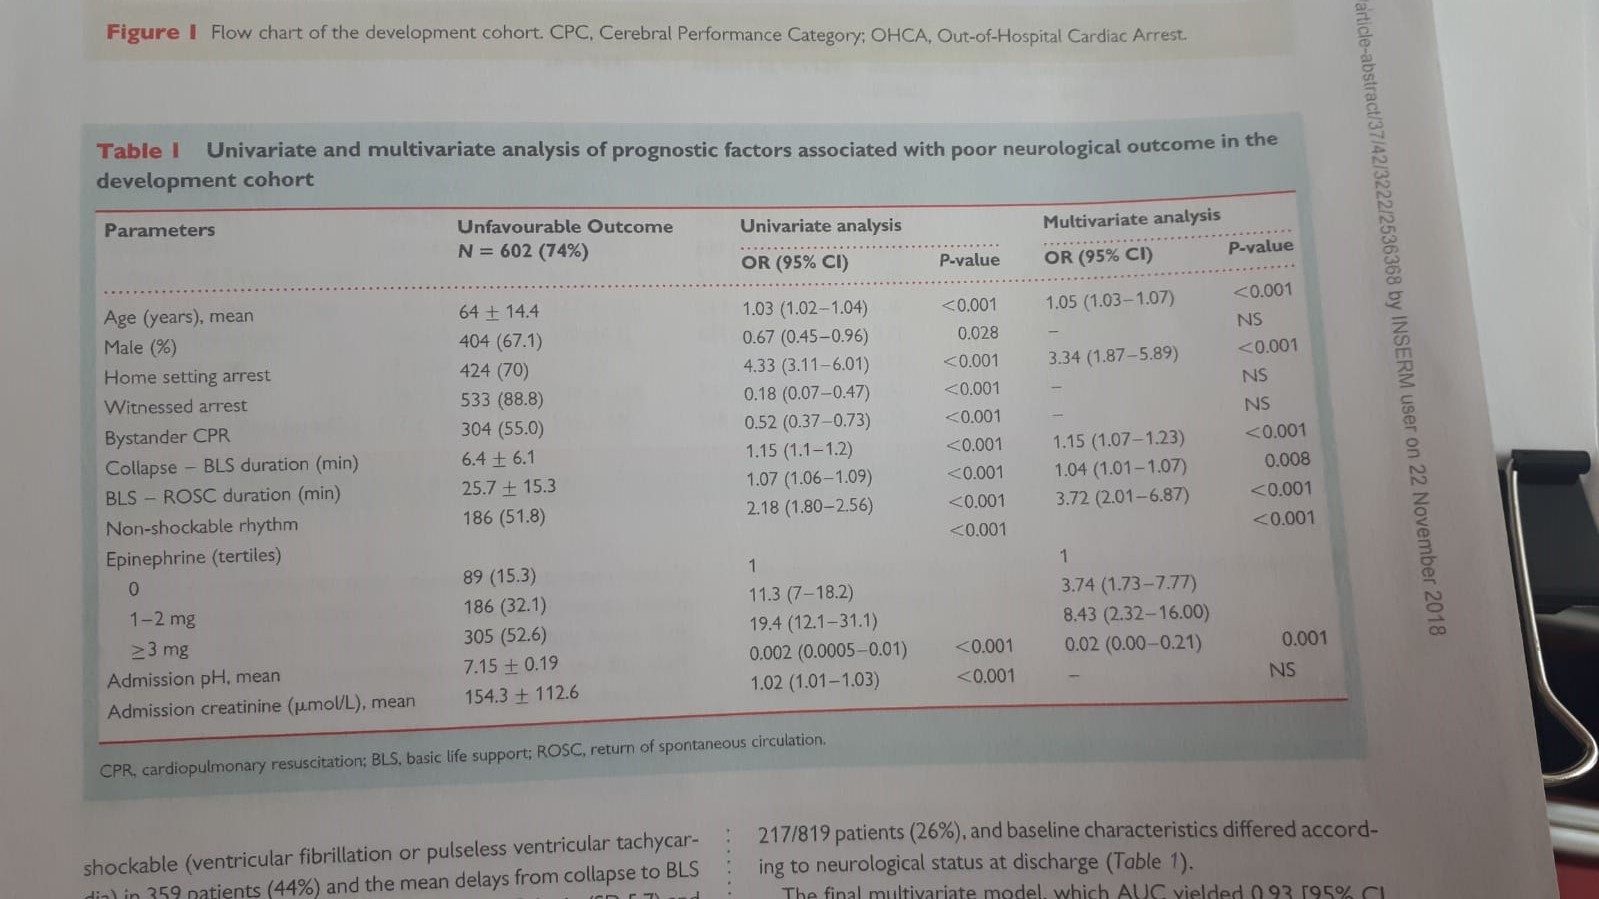 Figure 1 Flow chart of the development cohort. CPC, Cerebral Performance Category; OHCA, Out-of-Hospital Cardiac Arrest.
Table 1 Univariate and multivariate analysis of prognostic factors associated with poor neurological outcome in the
development cohort
Parameters Unfavourable Outcome Univariate analysis Multivariate analysis
N = 602 (74%) OR (95% CI) P-value OR (95% CI) P-value
Age (years), mean 64 ± 14.4 1.03 (1.02–1.04) <0.001 1.05 (1.03–1.07) <0.001
Male (%) 404 (67.1) 0.67 (0.45–0.96) 0.028 – NS
Home setting arrest 424 (70) 4.33 (3.11–6.01) <0.001 3.34 (1.87–5.89) <0.001
Witnessed arrest 533 (88.8) 0.18 (0.07–0.47) <0.001 – NS
Bystander CPR 304 (55.0) 0.52 (0.37–0.73) <0.001 – NS
Collapse – BLS duration (min) 6.4 ± 6.1 1.15 (1.1–1.2) <0.001 1.15 (1.07–1.23) <0.001
BLS – ROSC duration (min) 25.7 ± 15.3 1.07 (1.06–1.09) <0.001 1.04 (1.01–1.07) 0.008
Non-shockable rhythm 186 (51.8) 2.18 (1.80–2.56) <0.001 3.72 (2.01–6.87) <0.001
Epinephrine (tertiles) <0.001 <0.001
0 89 (15.3) 1 1
1–2 mg 186 (32.1) 11.3 (7–18.2) 3.74 (1.73–7.77)
≥3 mg 305 (52.6) 19.4 (12.1–31.1) 8.43 (2.32–16.00)
Admission pH, mean 7.15 ± 0.19 0.002 (0.0005–0.01) <0.001 0.02 (0.00–0.21) 0.001
Admission creatinine (μmol/L), mean 154.3 ± 112.6 1.02 (1.01–1.03) <0.001 – NS
CPR, cardiopulmonary resuscitation; BLS, basic life support; ROSC, return of spontaneous circulation.
shockable (ventricular fibrillation or pulseless ventricular tachycar-
dia) in 359 patients (44%) and the mean delays from collapse to BLS
217/819 patients (26%), and baseline characteristics differed accord-
ing to neurological status at discharge (Table 1).
The final multivariate model, which AUC yielded 0.93 [95% CI
article-abstract/37/42/3222/2536368 by INSERM user on 22 November 2018